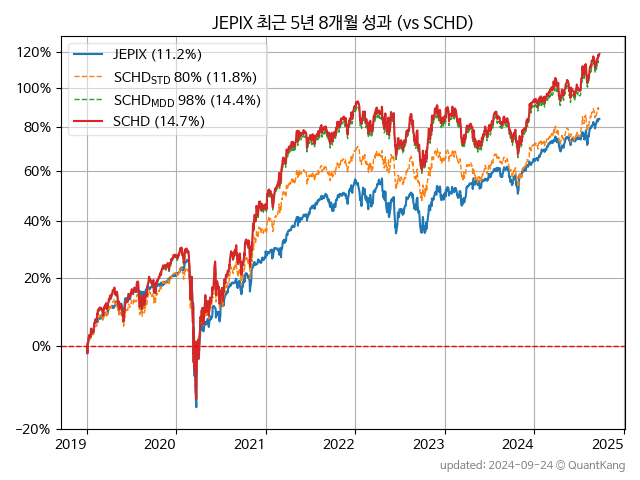 JEPIX 최근 5년 8개월 성과 (vs SCHD)
JEPIX (11.2%)
SCHD_STD 80% (11.8%)
SCHD_MDD 98% (14.4%)
SCHD (14.7%)
120%
100%
80%
60%
40%
20%
0%
−20%
2019 2020 2021 2022 2023 2024 2025
updated: 2024-09-24 © QuantKang